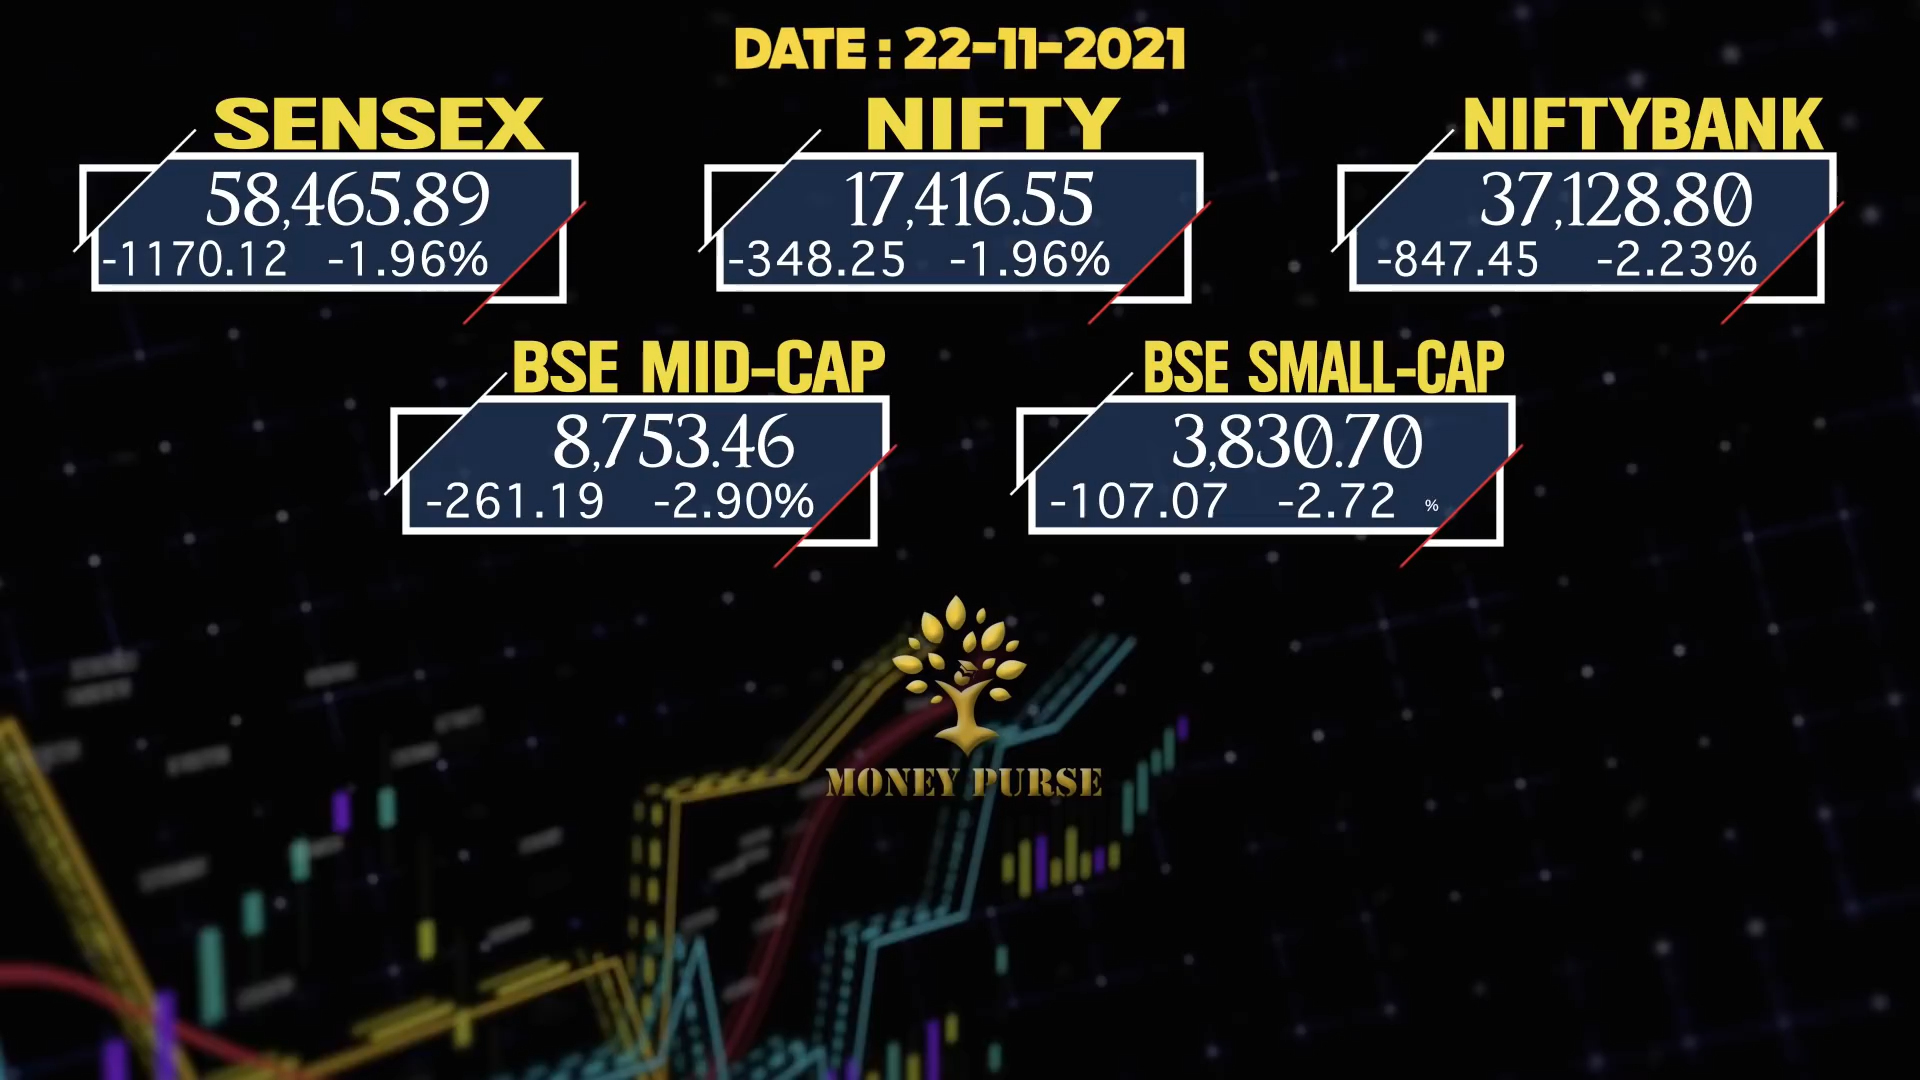 DATE : 22-11-2021
SENSEX
58,465.89
-1170.12 -1.96%
NIFTY
17,416.55
-348.25 -1.96%
NIFTYBANK
37,128.80
-847.45 -2.23%
BSE MID-CAP
8,753.46
-261.19 -2.90%
BSE SMALL-CAP
3,830.70
-107.07 -2.72 %
MONEY PURSE